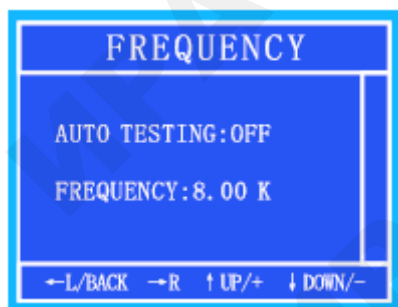 FREQUENCY
AUTO TESTING:OFF
FREQUENCY:8.00 K
←L/BACK →R ↑UP/+ ↓DOWN/-